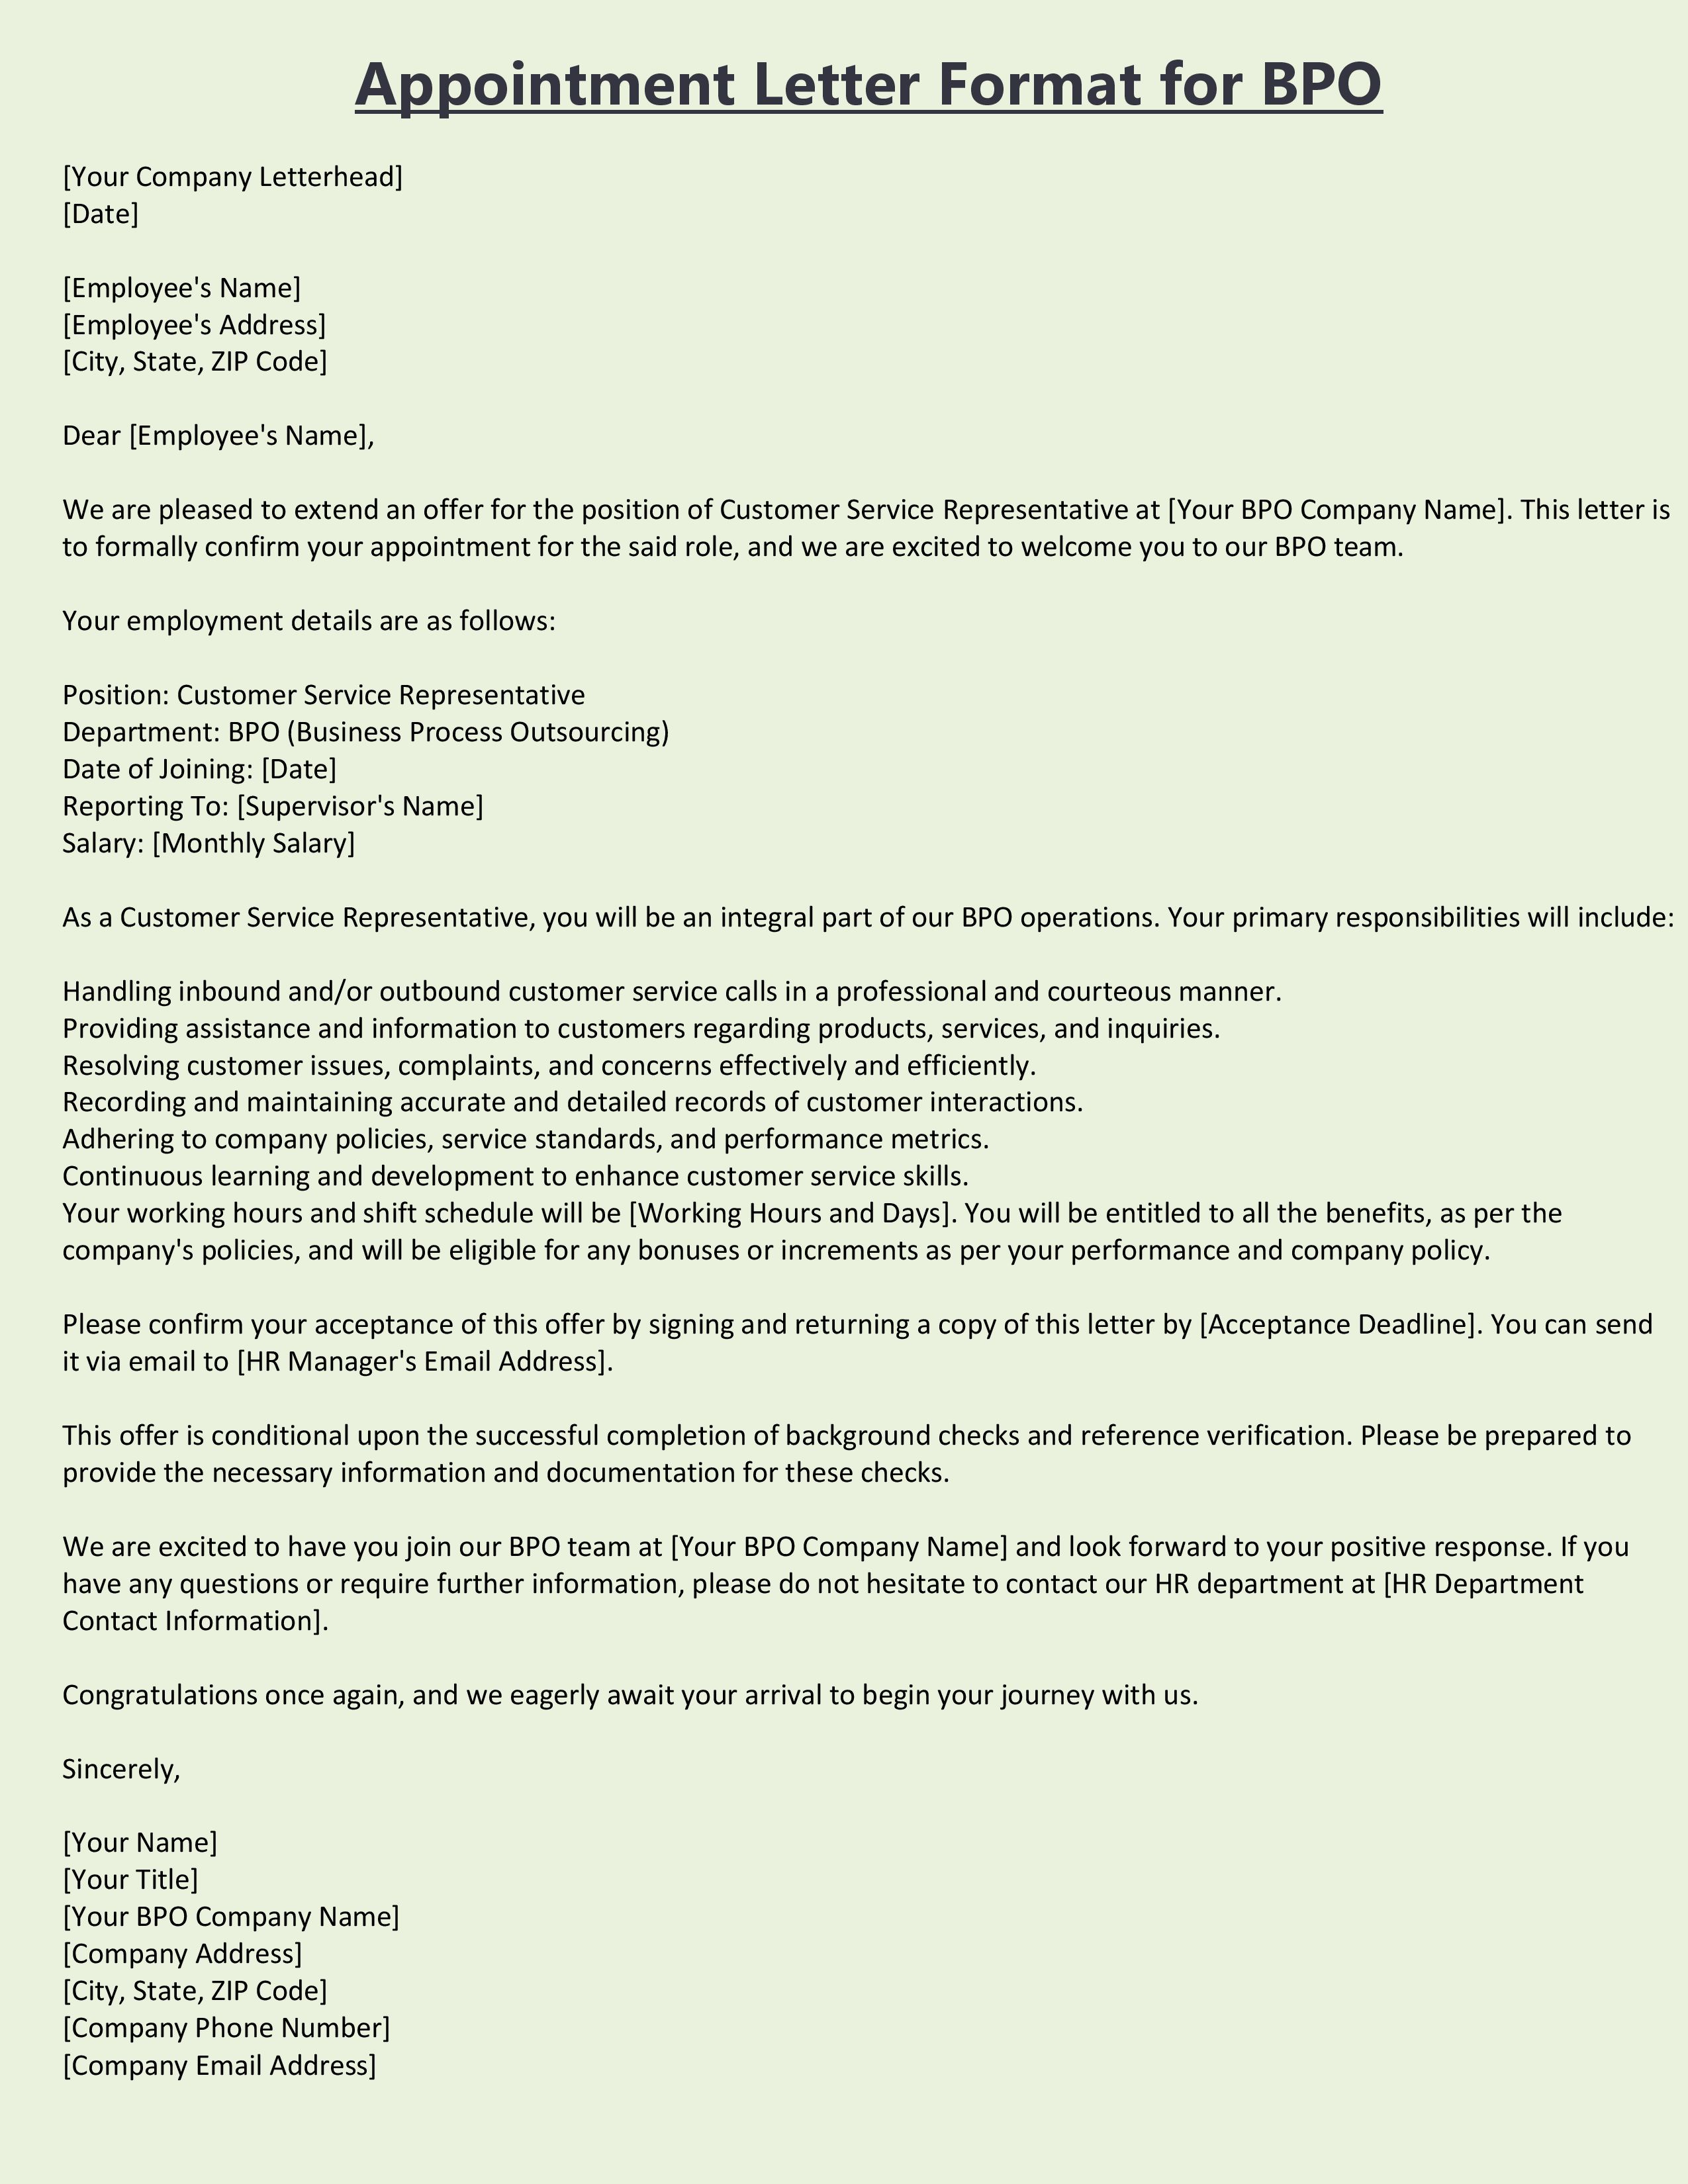 Appointment Letter Format for BPO
[Your Company Letterhead]
[Date]
[Employee's Name]
[Employee's Address]
[City, State, ZIP Code]
Dear [Employee's Name],
We are pleased to extend an offer for the position of Customer Service Representative at [Your BPO Company Name]. This letter is
to formally confirm your appointment for the said role, and we are excited to welcome you to our BPO team.
Your employment details are as follows:
Position: Customer Service Representative
Department: BPO (Business Process Outsourcing)
Date of Joining: [Date]
Reporting To: [Supervisor's Name]
Salary: [Monthly Salary]
As a Customer Service Representative, you will be an integral part of our BPO operations. Your primary responsibilities will include:
Handling inbound and/or outbound customer service calls in a professional and courteous manner.
Providing assistance and information to customers regarding products, services, and inquiries.
Resolving customer issues, complaints, and concerns effectively and efficiently.
Recording and maintaining accurate and detailed records of customer interactions.
Adhering to company policies, service standards, and performance metrics.
Continuous learning and development to enhance customer service skills.
Your working hours and shift schedule will be [Working Hours and Days]. You will be entitled to all the benefits, as per the
company's policies, and will be eligible for any bonuses or increments as per your performance and company policy.
Please confirm your acceptance of this offer by signing and returning a copy of this letter by [Acceptance Deadline]. You can send
it via email to [HR Manager's Email Address].
This offer is conditional upon the successful completion of background checks and reference verification. Please be prepared to
provide the necessary information and documentation for these checks.
We are excited to have you join our BPO team at [Your BPO Company Name] and look forward to your positive response. If you
have any questions or require further information, please do not hesitate to contact our HR department at [HR Department
Contact Information].
Congratulations once again, and we eagerly await your arrival to begin your journey with us.
Sincerely,
[Your Name]
[Your Title]
[Your BPO Company Name]
[Company Address]
[City, State, ZIP Code]
[Company Phone Number]
[Company Email Address]